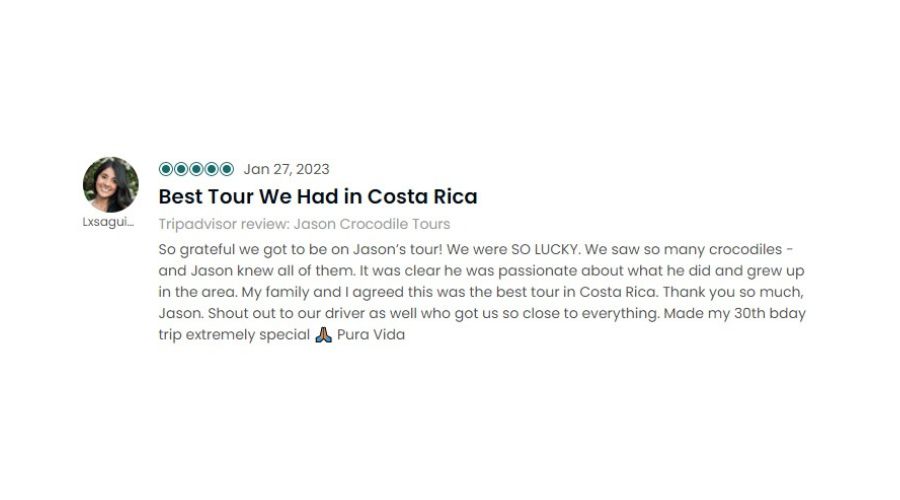 Jan 27, 2023
Best Tour We Had in Costa Rica
Lxsagui...
Tripadvisor review: Jason Crocodile Tours
So grateful we got to be on Jason's tour! We were SO LUCKY. We saw so many crocodiles -
and Jason knew all of them. It was clear he was passionate about what he did and grew up
in the area. My family and I agreed this was the best tour in Costa Rica. Thank you so much,
Jason. Shout out to our driver as well who got us so close to everything. Made my 30th bday
trip extremely special 🙏🏽 Pura Vida